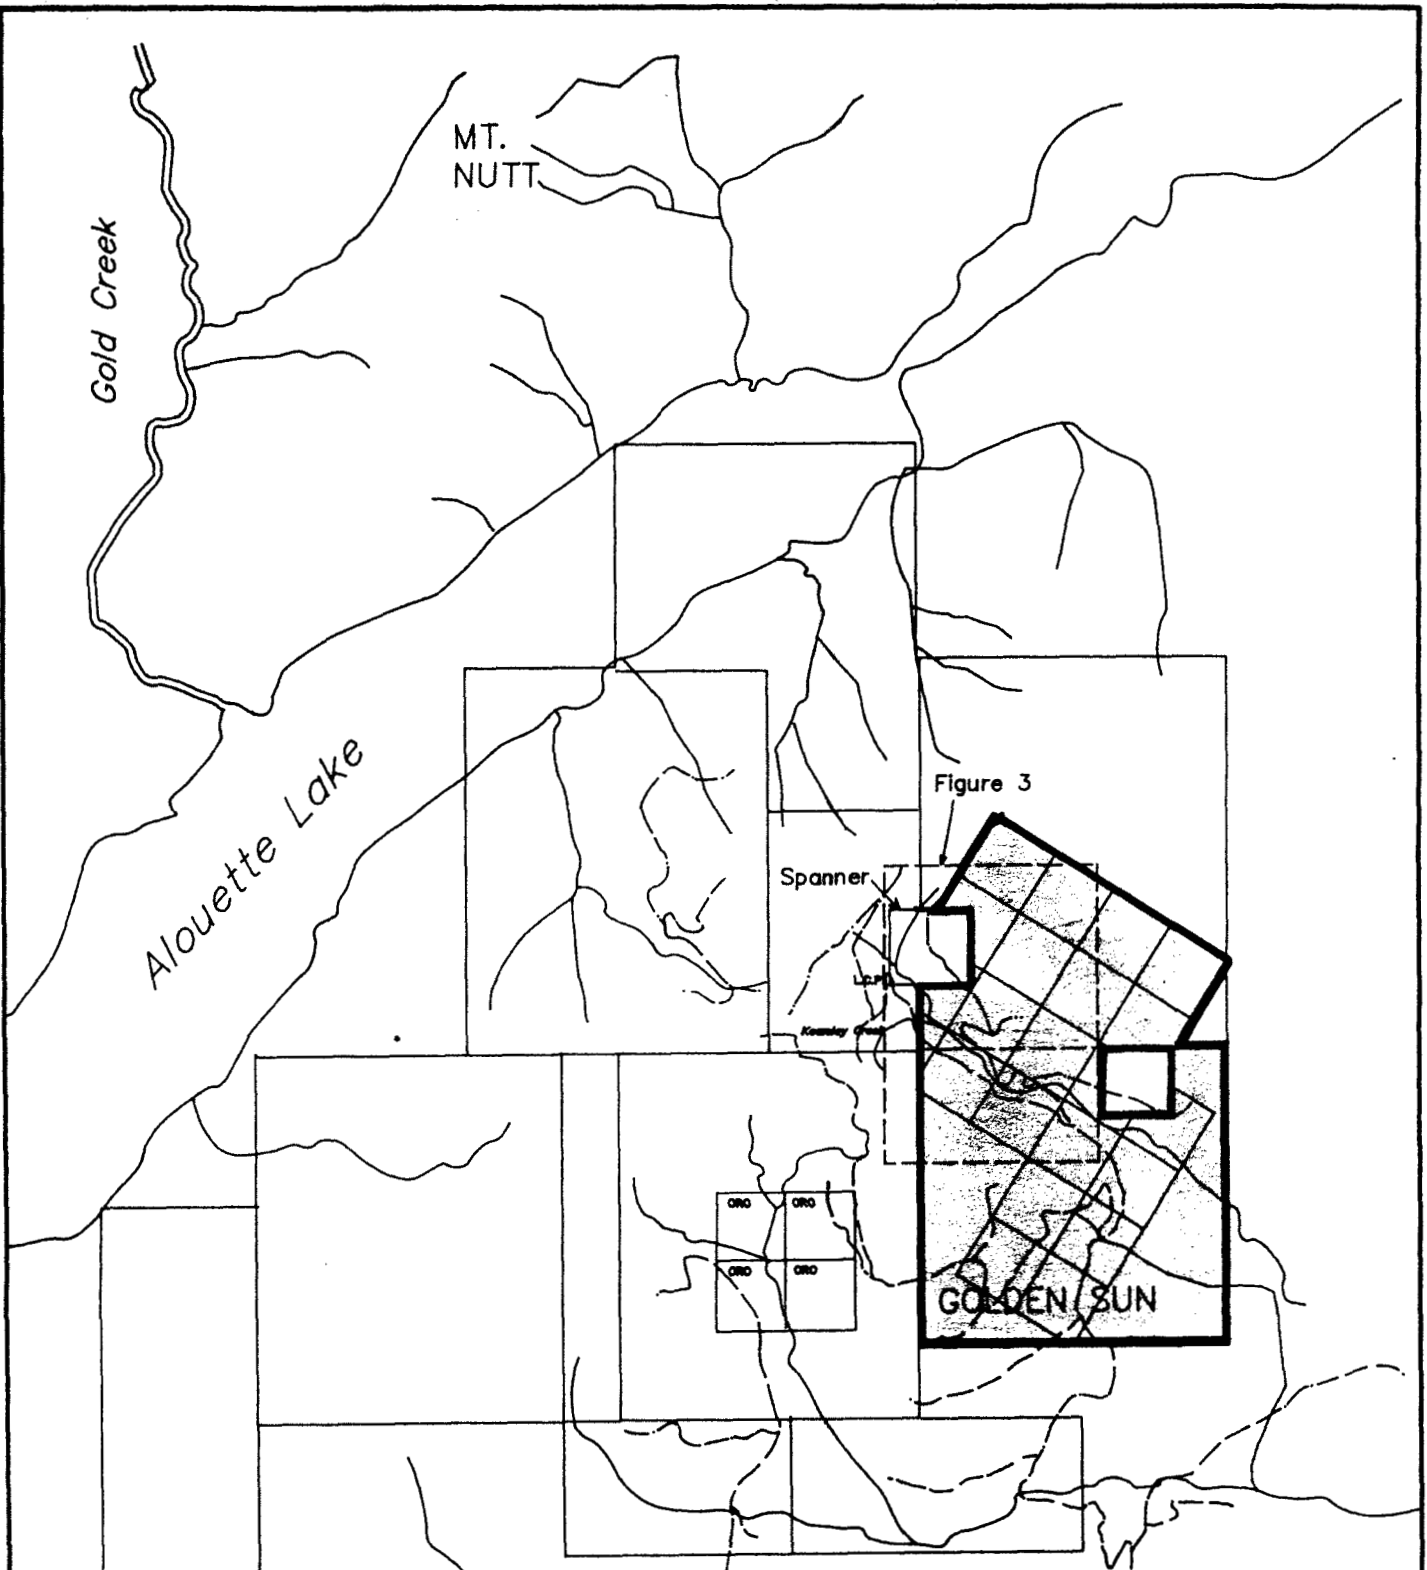 MT.
NUTT
Gold Creek
Alouette Lake
Figure 3
Spanner
L.C.P.
Kearsley Creek
ORO
ORO
ORO
ORO
GOLDEN SUN